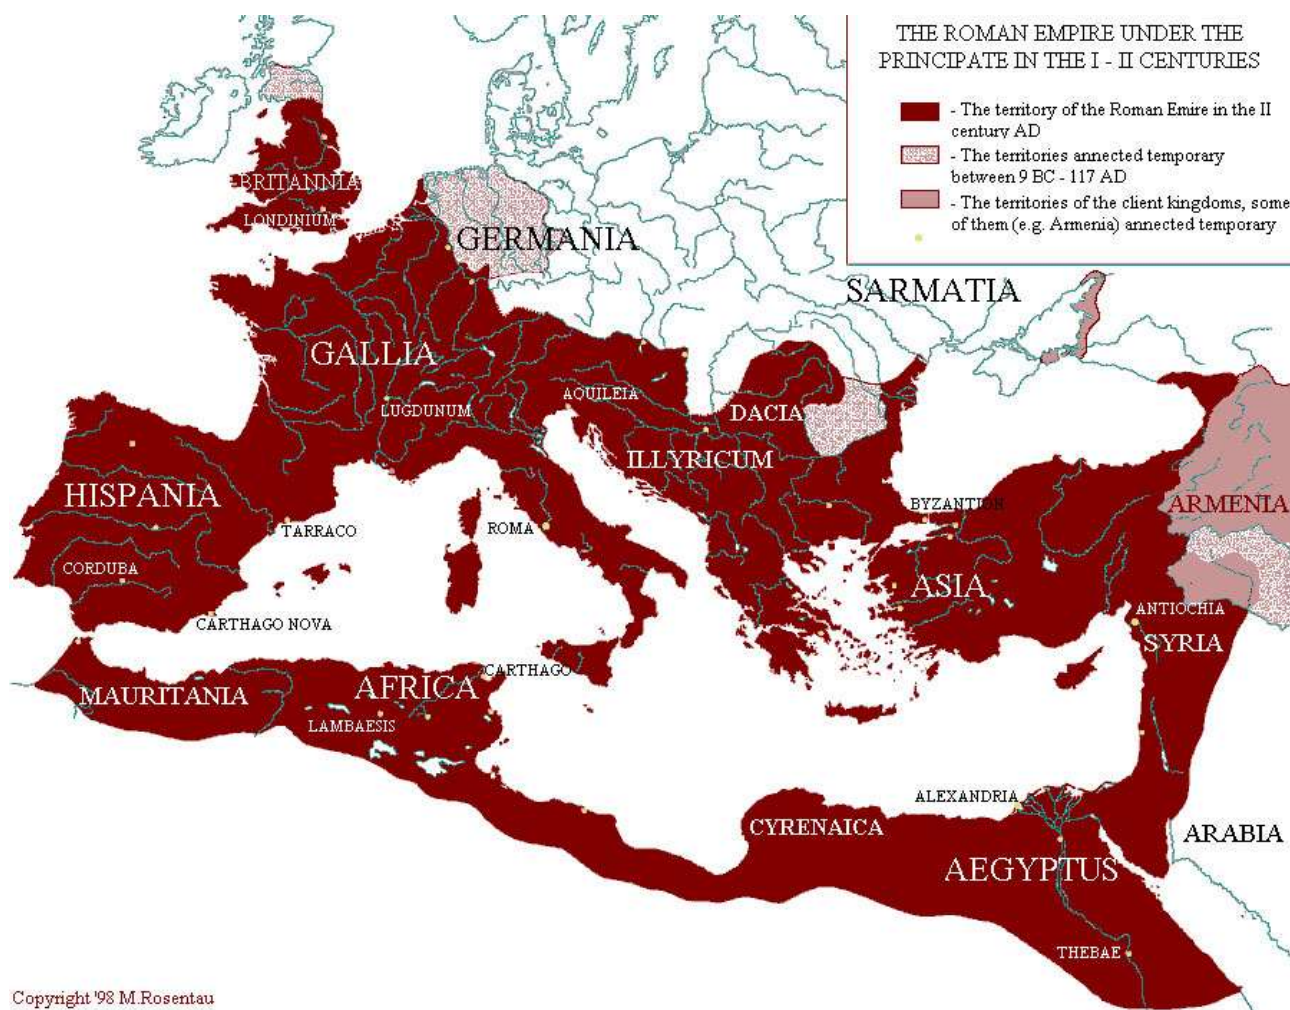 THE ROMAN EMPIRE UNDER THE
PRINCIPATE IN THE I - II CENTURIES
- The territory of the Roman Emire in the II
century AD
- The territories annected temporary
between 9 BC - 117 AD
- The territories of the client kingdoms, some
of them (e.g. Armenia) annected temporary
BRITANNIA
LONDINIUM
GERMANIA
SARMATIA
GALLIA
LUGDUNUM
AQUILEIA
DACIA
ILLYRICUM
HISPANIA
TARRACO
ROMA
BYZANTION
ARMENIA
CORDUBA
ASIA
CARTHAGO NOVA
ANTIOCHIA
SYRIA
MAURITANIA
AFRICA
CARTHAGO
LAMBAESIS
ALEXANDRIA
CYRENAICA
ARABIA
AEGYPTUS
THEBAE
Copyright '98 M.Rosentau